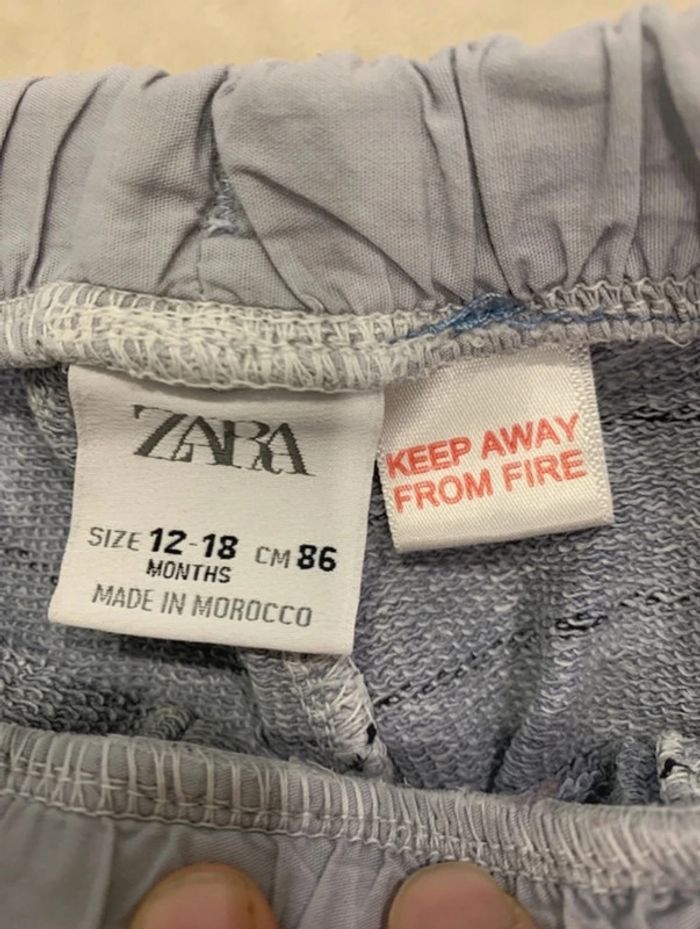 ZARA
SIZE 12-18 CM 86
MONTHS
MADE IN MOROCCO
KEEP AWAY
FROM FIRE